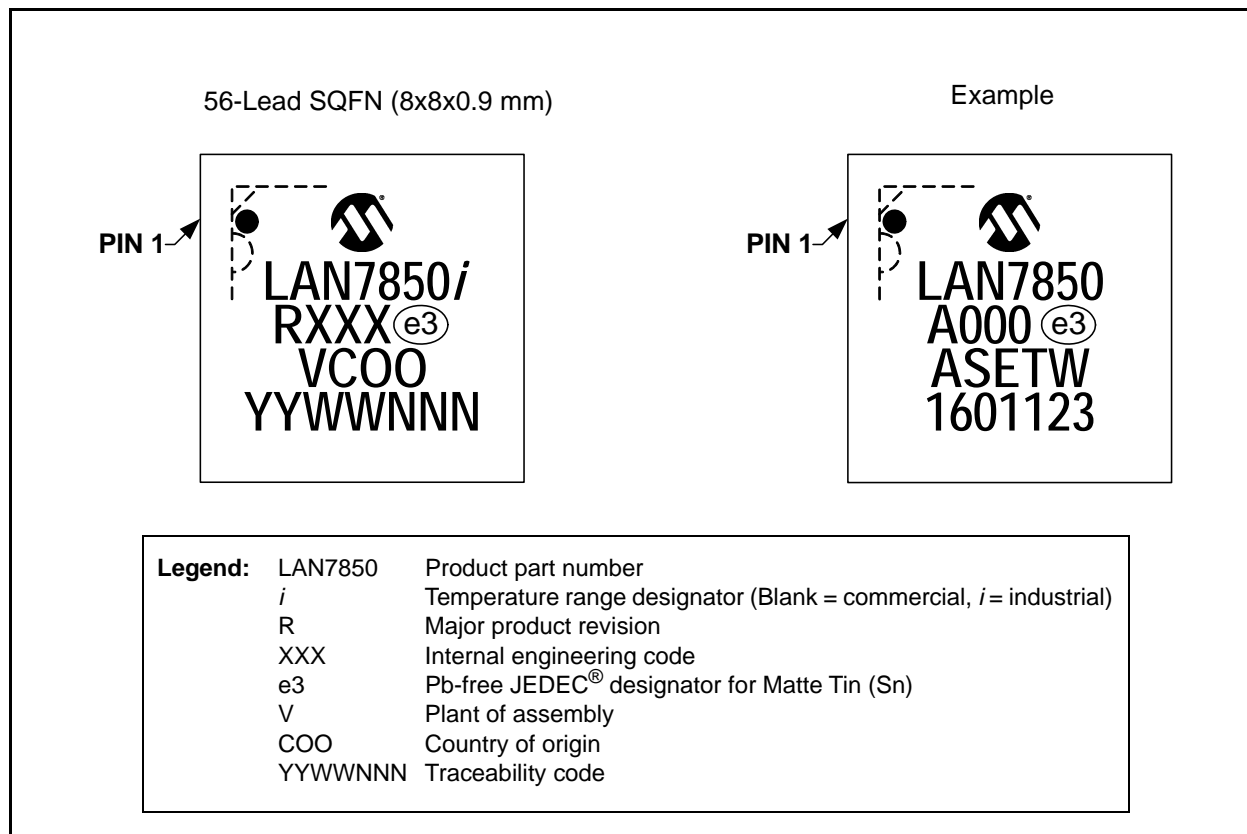 56-Lead SQFN (8x8x0.9 mm)
PIN 1
LAN7850i
RXXX e3
VCOO
YYWWNNN
Example
PIN 1
LAN7850
A000 e3
ASETW
1601123
Legend: LAN7850 Product part number
i Temperature range designator (Blank = commercial, i = industrial)
R Major product revision
XXX Internal engineering code
e3 Pb-free JEDEC® designator for Matte Tin (Sn)
V Plant of assembly
COO Country of origin
YYWWNNN Traceability code